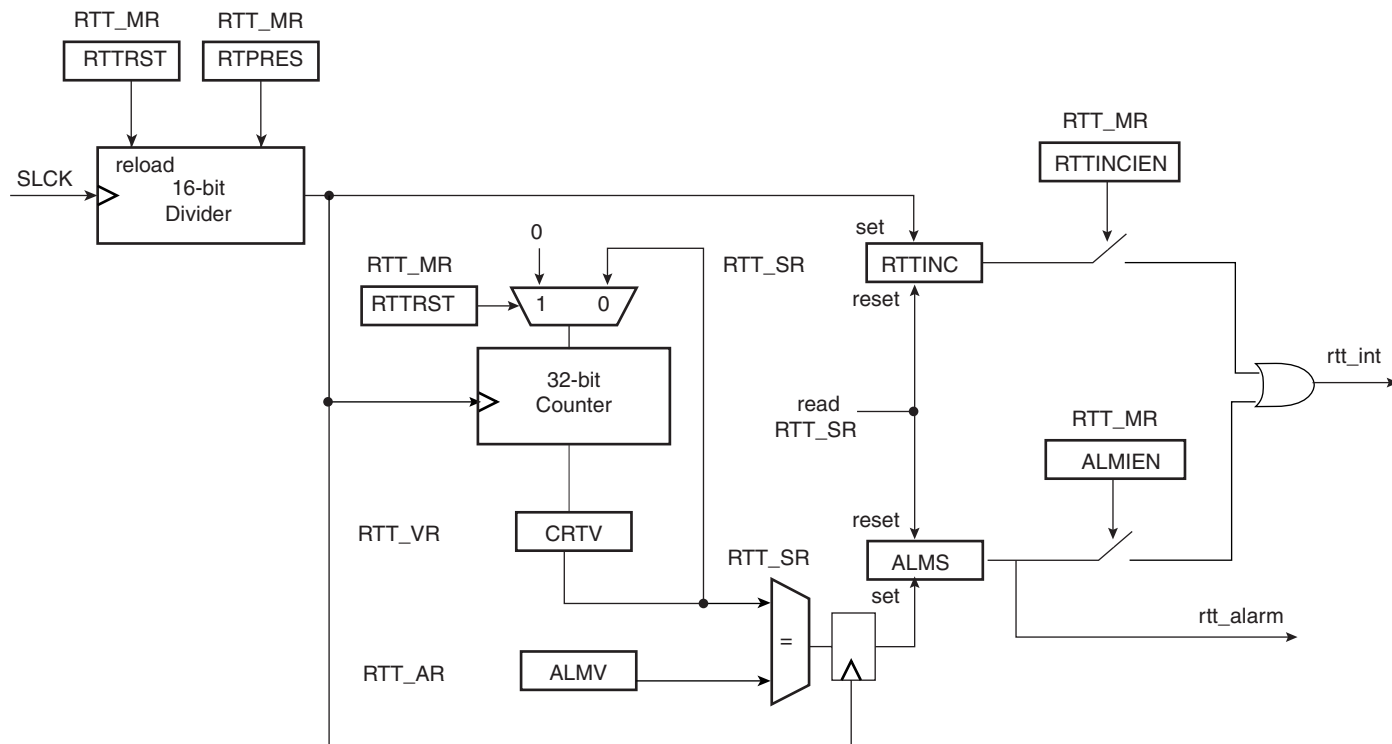 RTT_MR
RTTRST
RTT_MR
RTPRES
SLCK
reload
16-bit
Divider
RTT_MR
RTTINCIEN
0
RTT_MR
RTTRST
1 0
RTT_SR
set
RTTINC
reset
32-bit
Counter
read
RTT_SR
rtt_int
RTT_MR
ALMIEN
RTT_VR
CRTV
reset
RTT_SR
ALMS
set
rtt_alarm
=
RTT_AR
ALMV